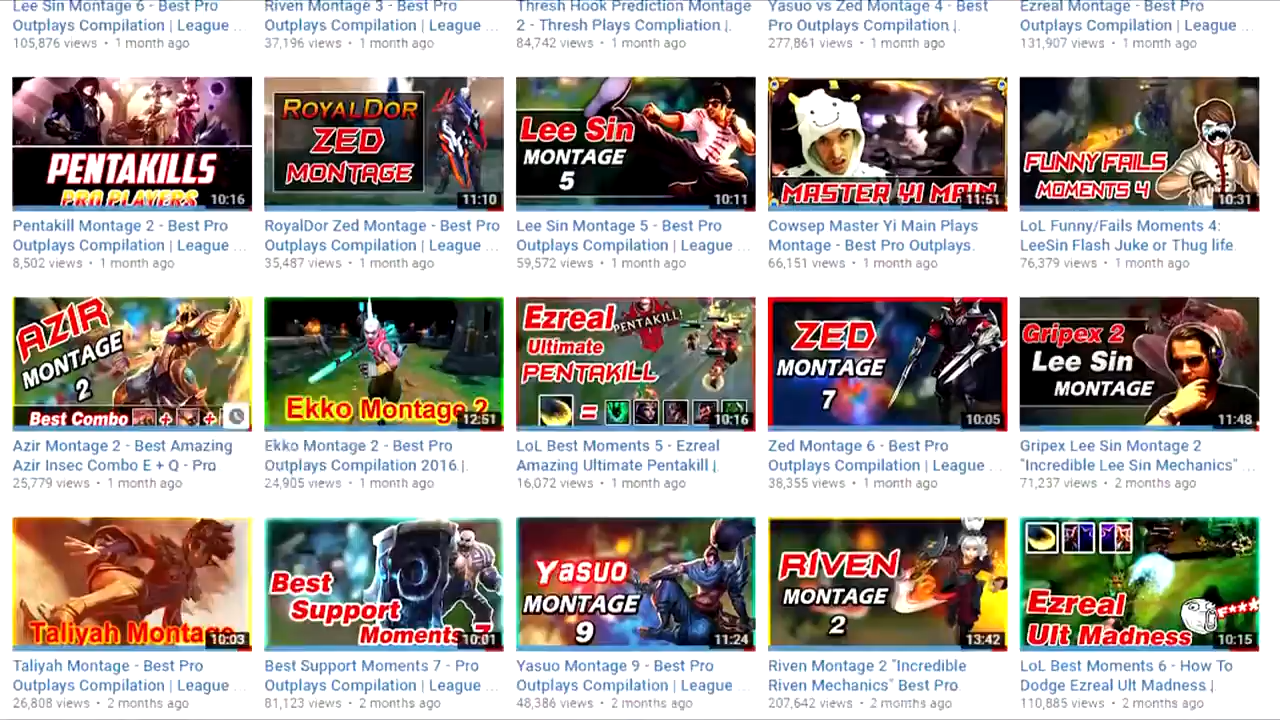 Lee Sin Montage 6 - Best Pro
Outplays Compilation | League ...
105,876 views • 1 month ago
Riven Montage 3 - Best Pro
Outplays Compilation | League ...
37,196 views • 1 month ago
Thresh Hook Prediction Montage
2 - Thresh Plays Compilation |.
84,742 views • 1 month ago
Yasuo vs Zed Montage 4 - Best
Pro Outplays Compilation |.
277,861 views • 1 month ago
Ezreal Montage - Best Pro
Outplays Compilation | League ...
131,907 views • 1 month ago
PENTAKILLS
PRO PLAYERS
10:16
Pentakill Montage 2 - Best Pro
Outplays Compilation | League ...
8,502 views • 1 month ago
ROYALDOR
ZED
MONTAGE
11:10
RoyalDor Zed Montage - Best Pro
Outplays Compilation | League ...
35,487 views • 1 month ago
Lee Sin
MONTAGE
5
10:11
Lee Sin Montage 5 - Best Pro
Outplays Compilation | League ...
59,572 views • 1 month ago
MASTER YI MAIN
11:51
Cowsep Master Yi Main Plays
Montage - Best Pro Outplays.
66,151 views • 1 month ago
FUNNY FAILS
MOMENTS 4
10:31
LoL Funny/Fails Moments 4:
LeeSin Flash Juke or Thug life
76,379 views • 1 month ago
AZIR
MONTAGE
2
Best Combo
+ +
Azir Montage 2 - Best Amazing
Azir Insec Combo E + Q - Pro
25,779 views • 1 month ago
Ekko Montage 2
12:51
Ekko Montage 2 - Best Pro
Outplays Compilation 2016 |.
24,905 views • 1 month ago
Ezreal
PENTAKILL!
Ultimate
PENTAKILL
=
10:16
LoL Best Moments 5 - Ezreal
Amazing Ultimate Pentakill |
16,072 views • 1 month ago
ZED
MONTAGE
7
10:05
Zed Montage 6 - Best Pro
Outplays Compilation | League ...
38,355 views • 1 month ago
Gripex 2
Lee Sin
MONTAGE
11:48
Gripex Lee Sin Montage 2
"Incredible Lee Sin Mechanics" ...
71,237 views • 2 months ago
Taliyah Montage
10:03
Taliyah Montage - Best Pro
Outplays Compilation | League ...
26,808 views • 2 months ago
Best
Support
Moments 7
10:01
Best Support Moments 7 - Pro
Outplays Compilation | League ...
81,123 views • 2 months ago
Yasuo
MONTAGE
9
11:24
Yasuo Montage 9 - Best Pro
Outplays Compilation | League ...
48,386 views • 2 months ago
RIVEN
MONTAGE
2
13:42
Riven Montage 2 "Incredible
Riven Mechanics" Best Pro
207,642 views • 2 months ago
Ezreal
F***
Ult Madness
10:15
LoL Best Moments 6 - How To
Dodge Ezreal Ult Madness |.
110,885 views • 2 months ago